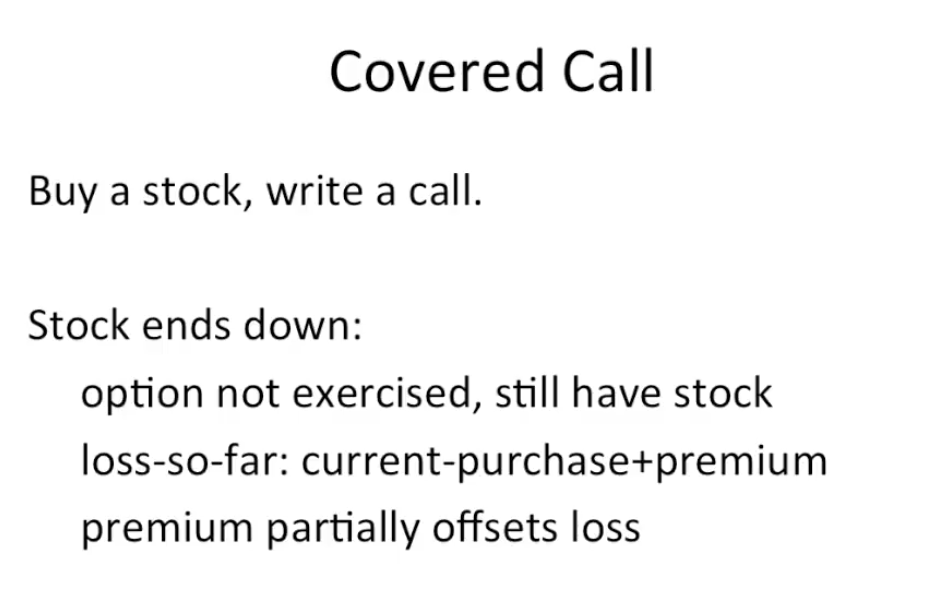 Covered Call
Buy a stock, write a call.
Stock ends down:
option not exercised, still have stock
loss-so-far: current-purchase+premium
premium partially offsets loss